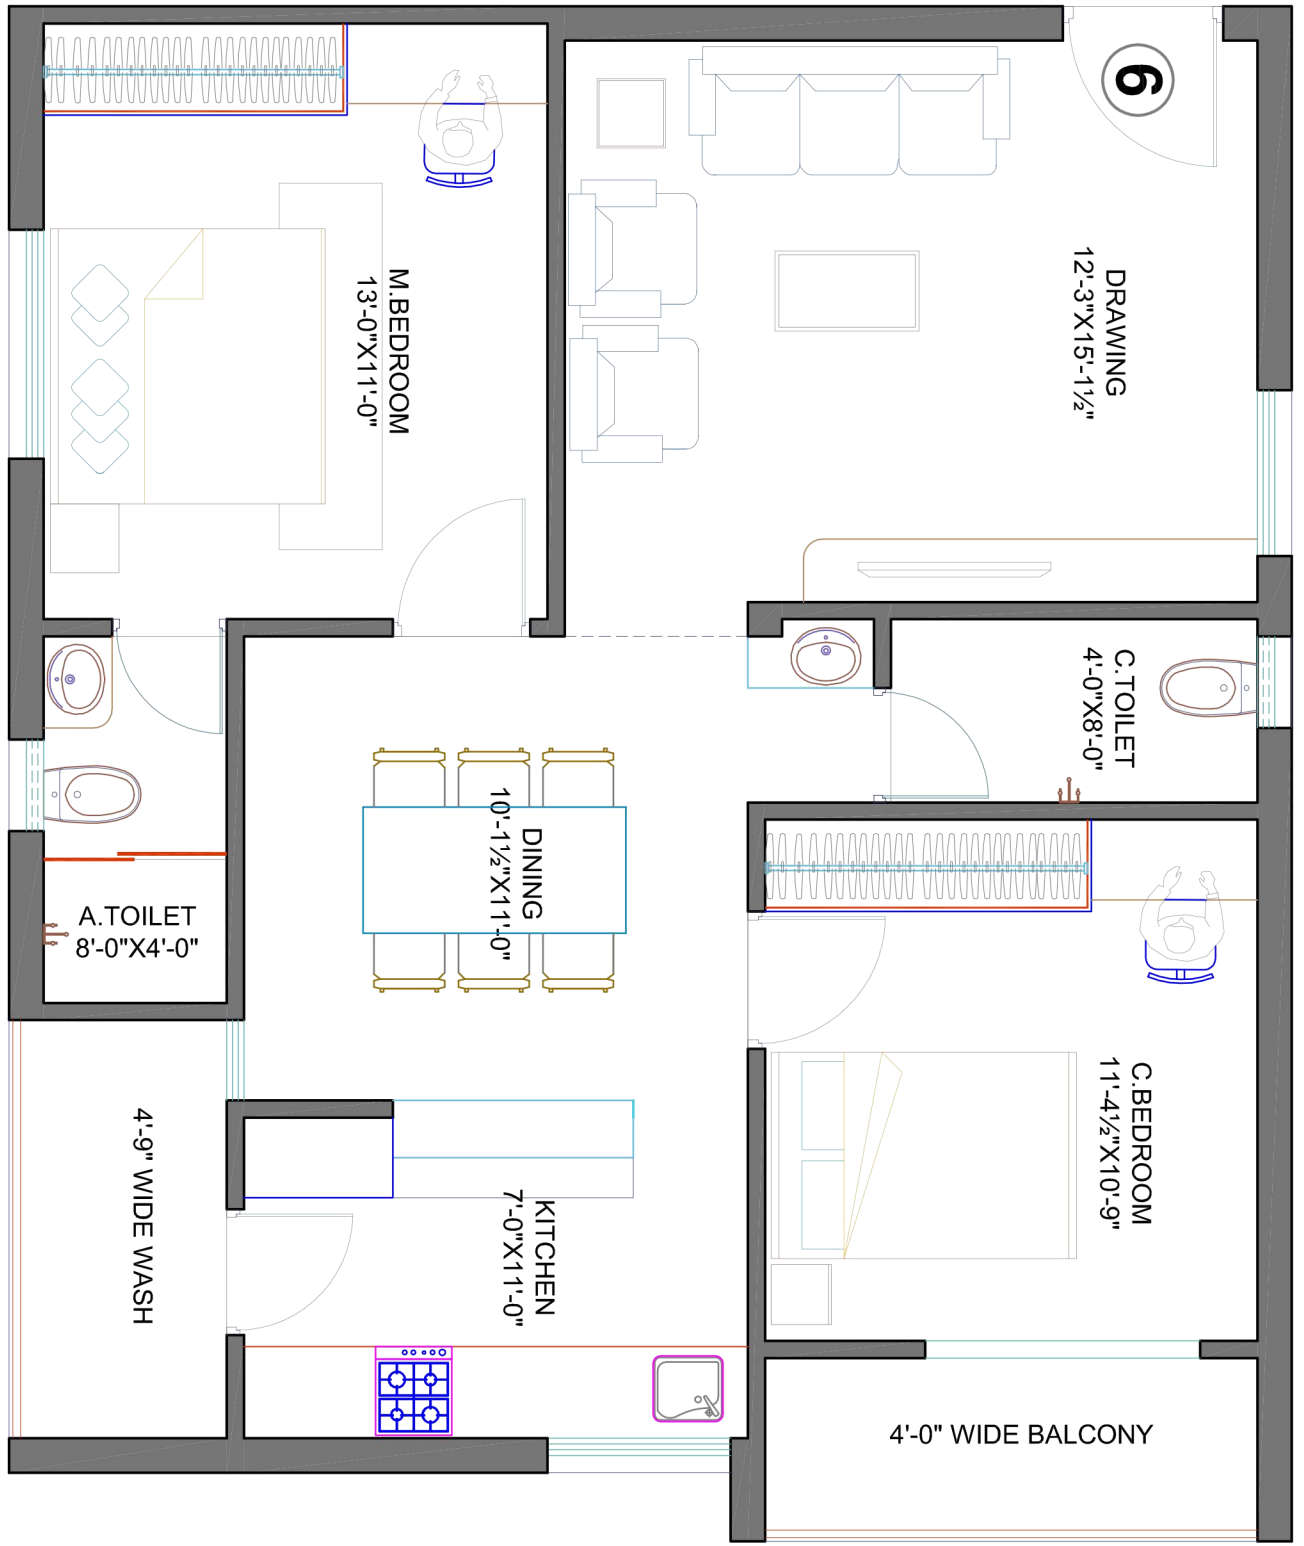 6
DRAWING
12'-3"X15'-1½"
M.BEDROOM
13'-0"X11'-0"
C.TOILET
4'-0"X8'-0"
DINING
10'-1½"X11'-0"
A.TOILET
8'-0"X4'-0"
C.BEDROOM
11'-4½"X10'-9"
4'-9" WIDE WASH
KITCHEN
7'-0"X11'-0"
4'-0" WIDE BALCONY